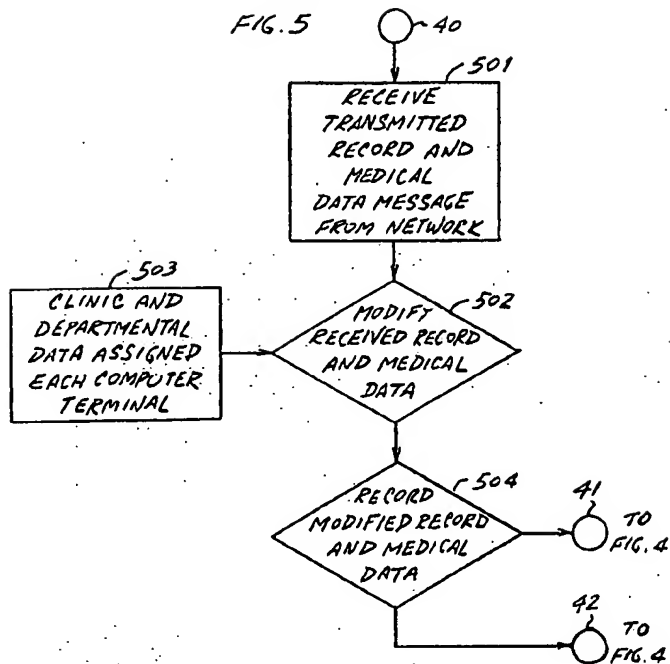 FIG. 5
40
501
RECEIVE
TRANSMITTED
RECORD AND
MEDICAL
DATA MESSAGE
FROM NETWORK
503
CLINIC AND
DEPARTMENTAL
DATA ASSIGNED
EACH COMPUTER
TERMINAL
502
MODIFY
RECEIVED RECORD
AND MEDICAL
DATA
504
RECORD
MODIFIED RECORD
AND MEDICAL
DATA
41
TO
FIG. 4
42
TO
FIG. 4